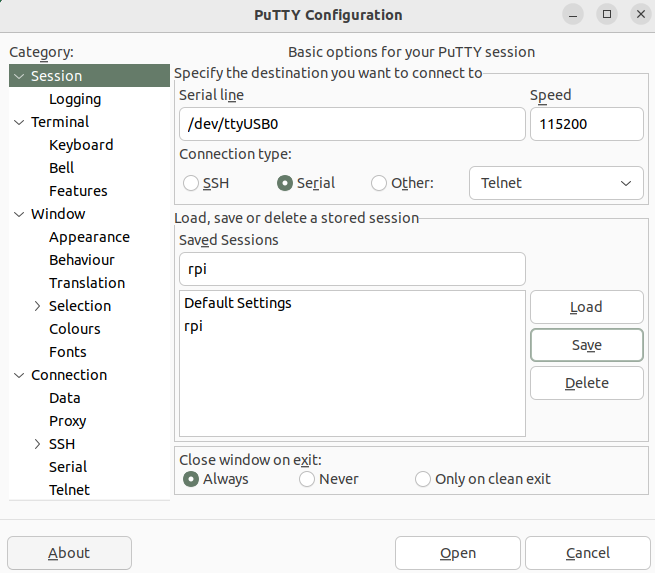 PuTTY Configuration
Category:
Session
Logging
Terminal
Keyboard
Bell
Features
Window
Appearance
Behaviour
Translation
Selection
Colours
Fonts
Connection
Data
Proxy
SSH
Serial
Telnet
Basic options for your PuTTY session
Specify the destination you want to connect to
Serial line Speed
/dev/ttyUSB0 115200
Connection type:
SSH Serial Other: Telnet
Load, save or delete a stored session
Saved Sessions
rpi
Default Settings
rpi
Load
Save
Delete
Close window on exit:
Always Never Only on clean exit
About Open Cancel